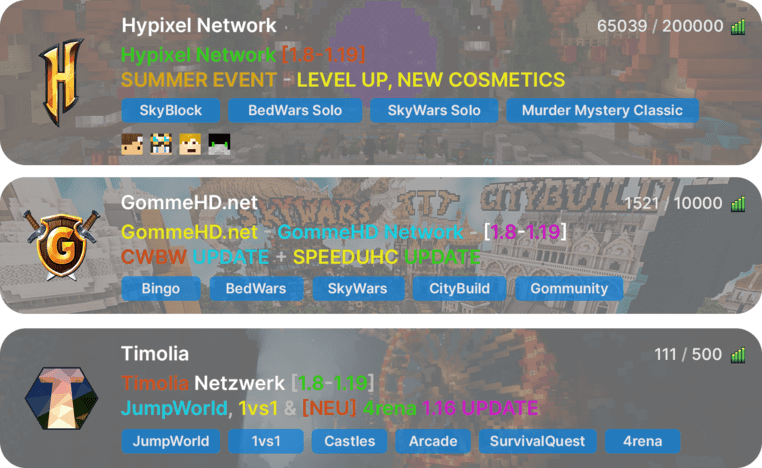 Hypixel Network
65039 / 200000
Hypixel Network [1.8-1.19]
SUMMER EVENT - LEVEL UP, NEW COSMETICS
SkyBlock
BedWars Solo
SkyWars Solo
Murder Mystery Classic
GommeHD.net
1521 / 10000
GommeHD.net - GommeHD Network - [1.8-1.19]
CWBW UPDATE + SPEEDUHC UPDATE
Bingo
BedWars
SkyWars
CityBuild
Gommunity
SKYWARS
TTT
CITYBUILD
Timolia
111 / 500
Timolia Netzwerk [1.8-1.19]
JumpWorld, 1vs1 & [NEU] 4rena 1.16 UPDATE
JumpWorld
1vs1
Castles
Arcade
SurvivalQuest
4rena